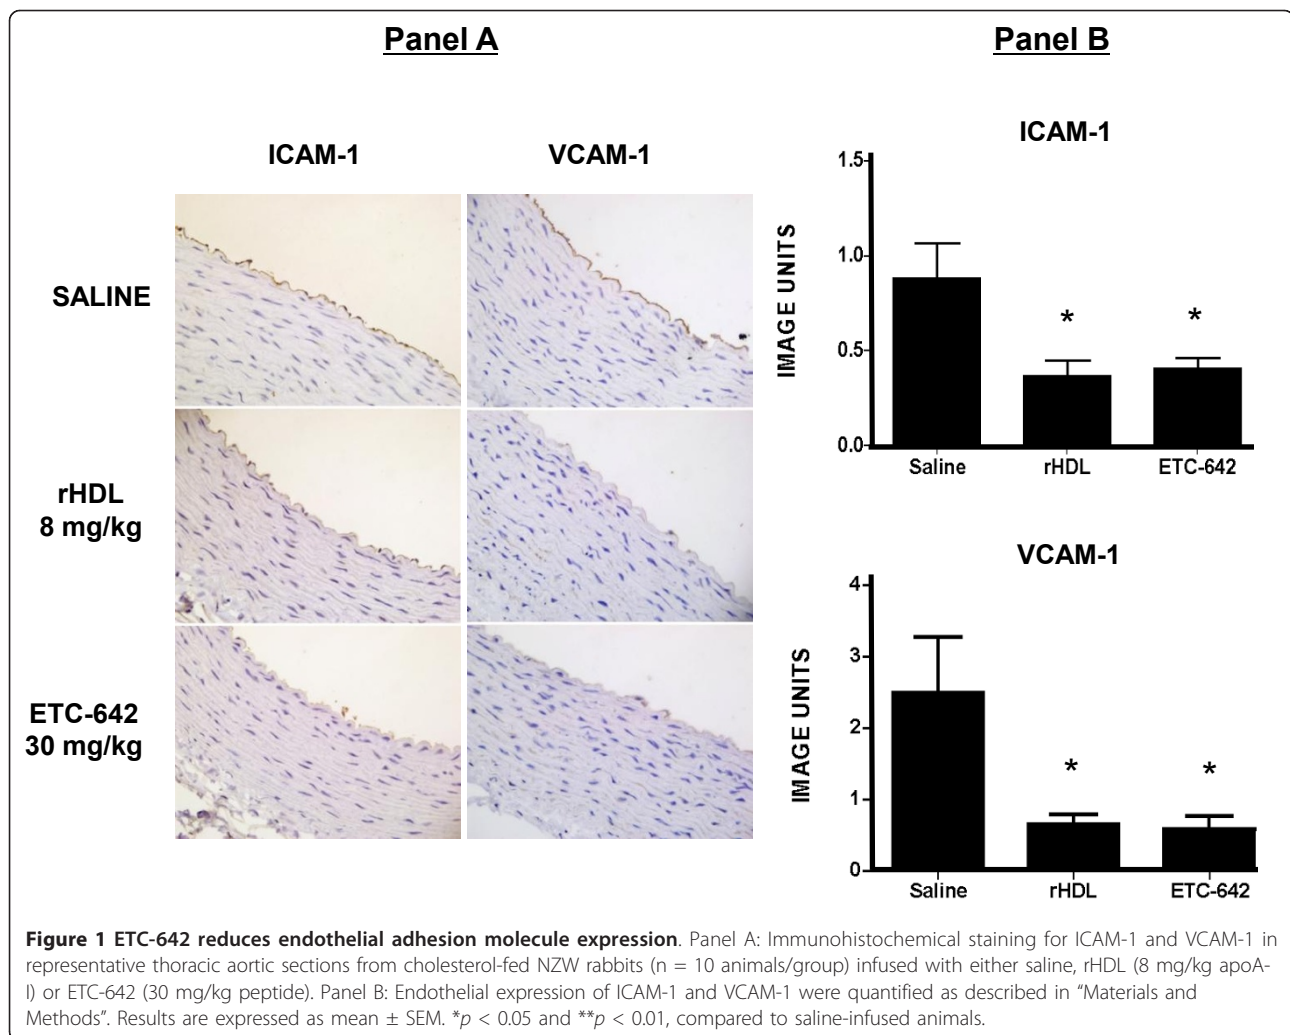 Panel A
Panel B
ICAM-1
VCAM-1
SALINE
rHDL
8 mg/kg
ETC-642
30 mg/kg
ICAM-1
IMAGE UNITS
1.5
1.0
0.5
0.0
Saline
rHDL
ETC-642
*
*
VCAM-1
IMAGE UNITS
4
3
2
1
0
Saline
rHDL
ETC-642
*
*
Figure 1 ETC-642 reduces endothelial adhesion molecule expression. Panel A: Immunohistochemical staining for ICAM-1 and VCAM-1 in
representative thoracic aortic sections from cholesterol-fed NZW rabbits (n = 10 animals/group) infused with either saline, rHDL (8 mg/kg apoA-
I) or ETC-642 (30 mg/kg peptide). Panel B: Endothelial expression of ICAM-1 and VCAM-1 were quantified as described in “Materials and
Methods”. Results are expressed as mean ± SEM. *p < 0.05 and **p < 0.01, compared to saline-infused animals.